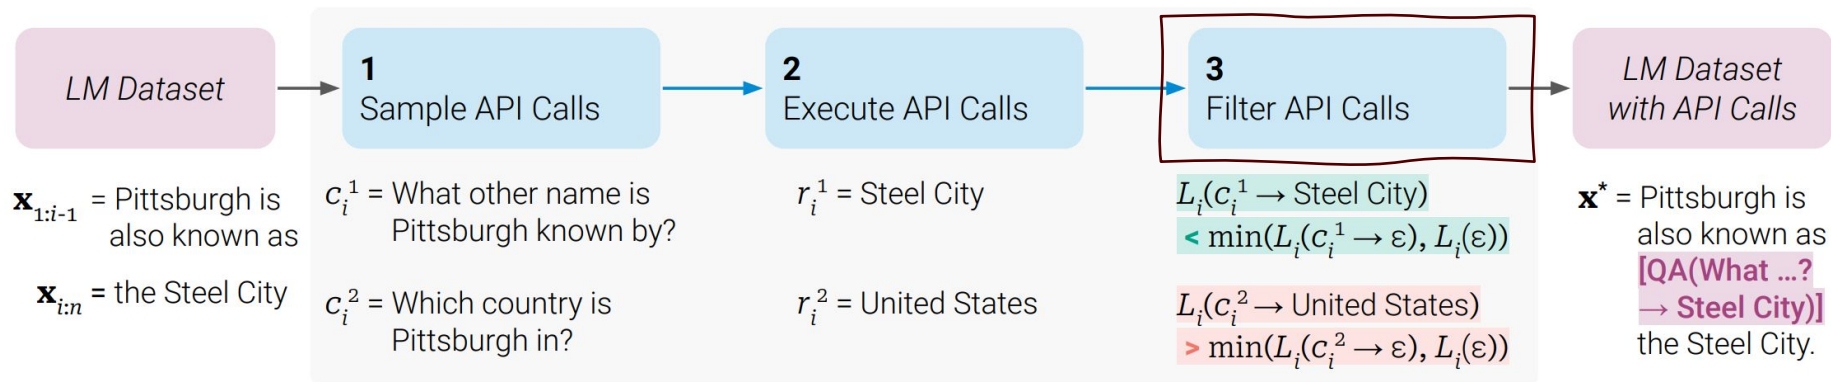 LM Dataset
1
Sample API Calls
2
Execute API Calls
3
Filter API Calls
LM Dataset
with API Calls
x1:i-1 = Pittsburgh is
also known as
xi:n = the Steel City
ci1 = What other name is
Pittsburgh known by?
ci2 = Which country is
Pittsburgh in?
ri1 = Steel City
ri2 = United States
Li(ci1 → Steel City)
< min(Li(ci1 → ε), Li(ε))
Li(ci2 → United States)
> min(Li(ci2 → ε), Li(ε))
x* = Pittsburgh is
also known as
[QA(What ...?
→ Steel City)]
the Steel City.